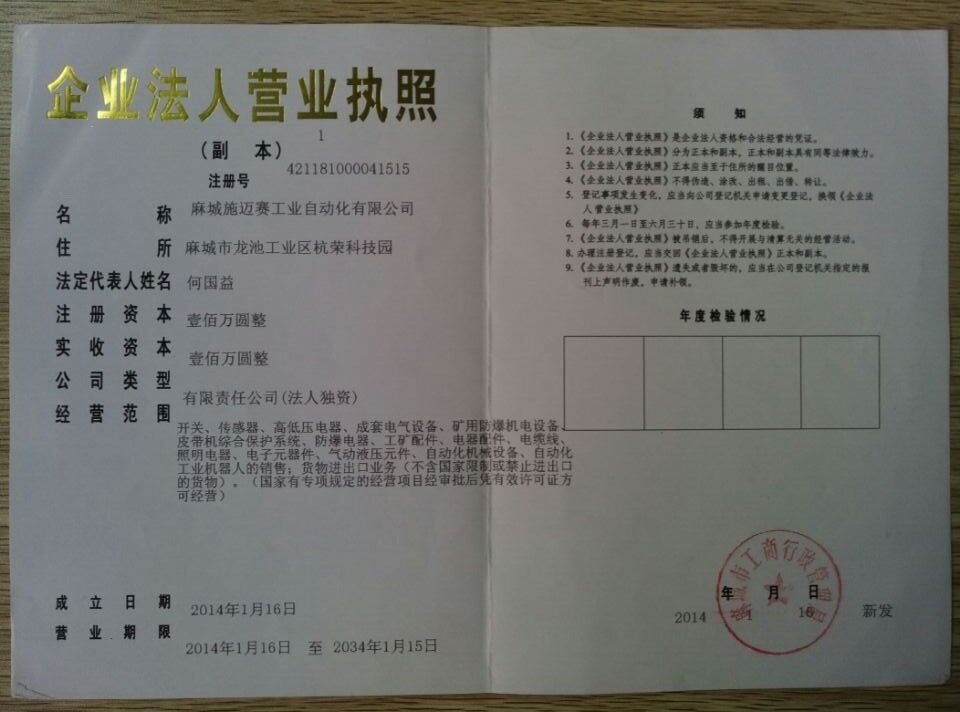 企业法人营业执照
1
(副 本)
注册号 421181000041515
名 称 麻城施迈赛工业自动化有限公司
住 所 麻城市龙池工业区杭荣科技园
法定代表人姓名 何国益
注 册 资 本 壹佰万圆整
实 收 资 本 壹佰万圆整
公 司 类 型 有限责任公司(法人独资)
经 营 范 围
开关、传感器、高低压电器、成套电气设备、矿用防爆机电设备、
皮带机综合保护系统、防爆电器、工矿配件、电器配件、电缆线、
照明电器、电子元器件、气动液压元件、自动化机械设备、自动化
工业机器人的销售；货物进出口业务（不含国家限制或禁止进出口
的货物）。（国家有专项规定的经营项目经审批后凭有效许可证方
可经营）
成 立 日 期 2014年1月16日
营 业 期 限 2014年1月16日 至 2034年1月15日
须 知
1. 《企业法人营业执照》是企业法人资格和合法经营的凭证。
2. 《企业法人营业执照》分为正本和副本，正本和副本具有同等法律效力。
3. 《企业法人营业执照》正本应当至于住所的醒目位置。
4. 《企业法人营业执照》不得伪造、涂改、出租、出借、转让。
5. 登记事项发生变化，应当向公司登记机关申请变更登记，换领《企业法
人营业执照》
6. 每年三月一日至六月三十日，应当参加年度检验。
7. 《企业法人营业执照》被吊销后，不得开展与清算无关的经营活动。
8. 办理注册登记，应当交回《企业法人营业执照》正本和副本。
9. 《企业法人营业执照》遗失或者毁坏的，应当在公司登记机关指定的报
刊上声明作废，申请补领。
年度检验情况
麻城市工商行政管理局
年 月 日
2014 1 16 新发